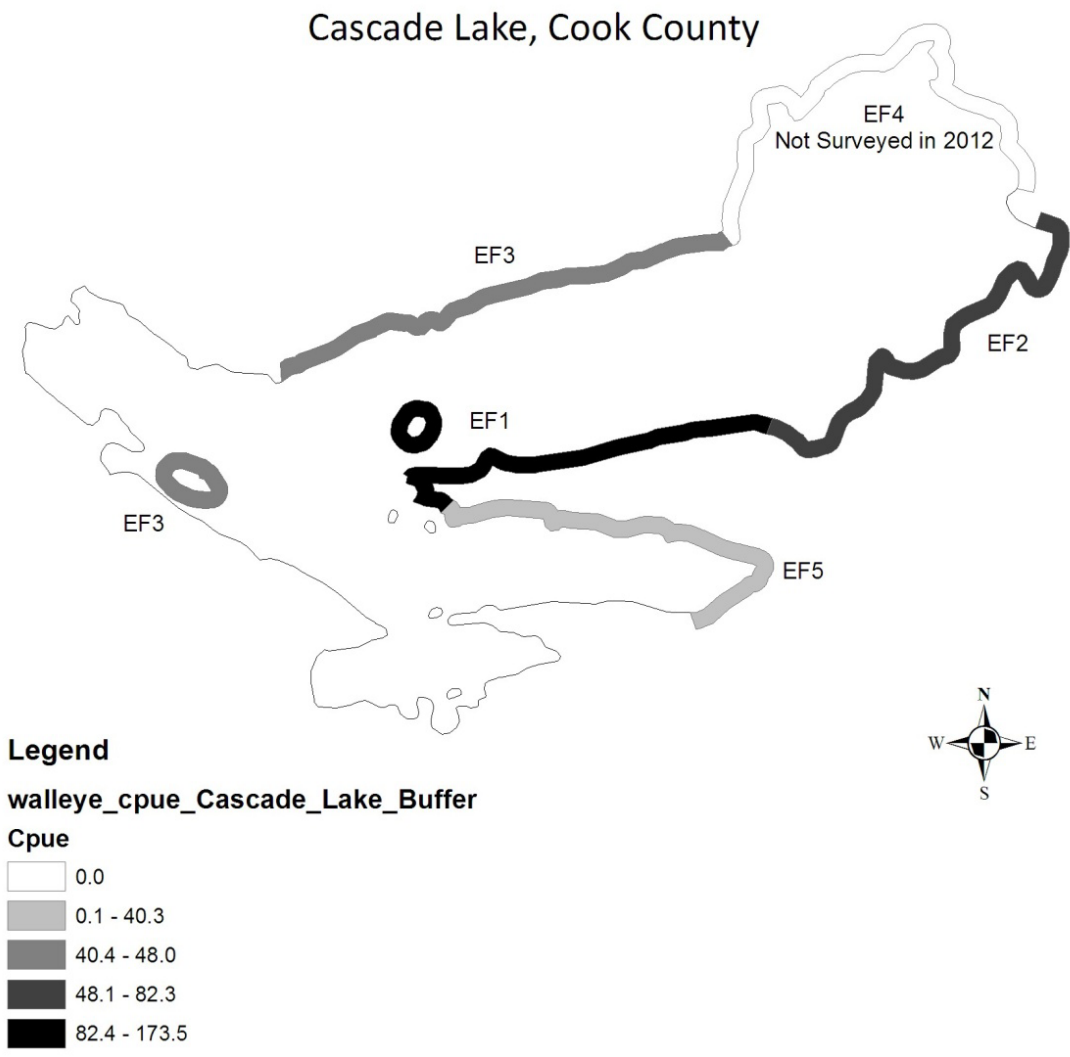 Cascade Lake, Cook County
EF4
Not Surveyed in 2012
EF3
EF2
EF1
EF3
EF5
N
W
E
S
Legend
walleye_cpue_Cascade_Lake_Buffer
Cpue
0.0
0.1 - 40.3
40.4 - 48.0
48.1 - 82.3
82.4 - 173.5